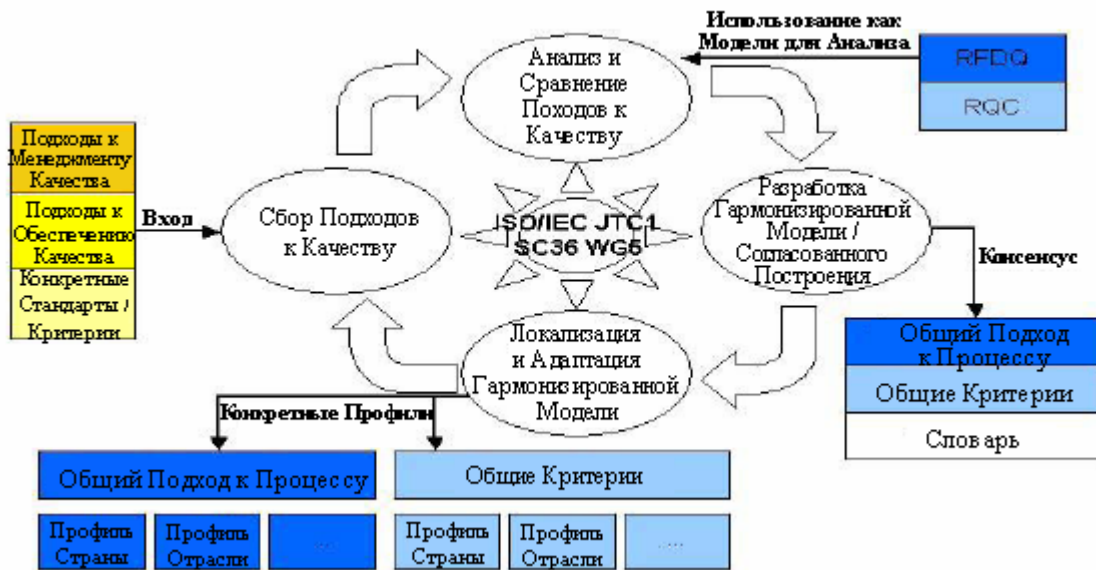 Использование как
Модели для Анализа
RFDQ
RQC
Анализ и
Сравнение
Походов к
Качеству
Подходы к
Менеджменту
Качества
Подходы к
Обеспечению
Качества
Конкретные
Стандарты /
Критерии
Вход
Сбор Подходов
к Качеству
ISO/IEC JTC1
SC36 WG5
Разработка
Гармонизированной
Модели /
Согласованного
Построения
Консенсус
Локализация
и Адаптация
Гармонизированной
Модели
Общий Подход
к Процессу
Общие Критерии
Словарь
Конкретные Профили
Общий Подход к Процессу
Общие Критерии
Профиль
Страны
Профиль
Отрасли
...
Профиль
Страны
Профиль
Отрасли
...